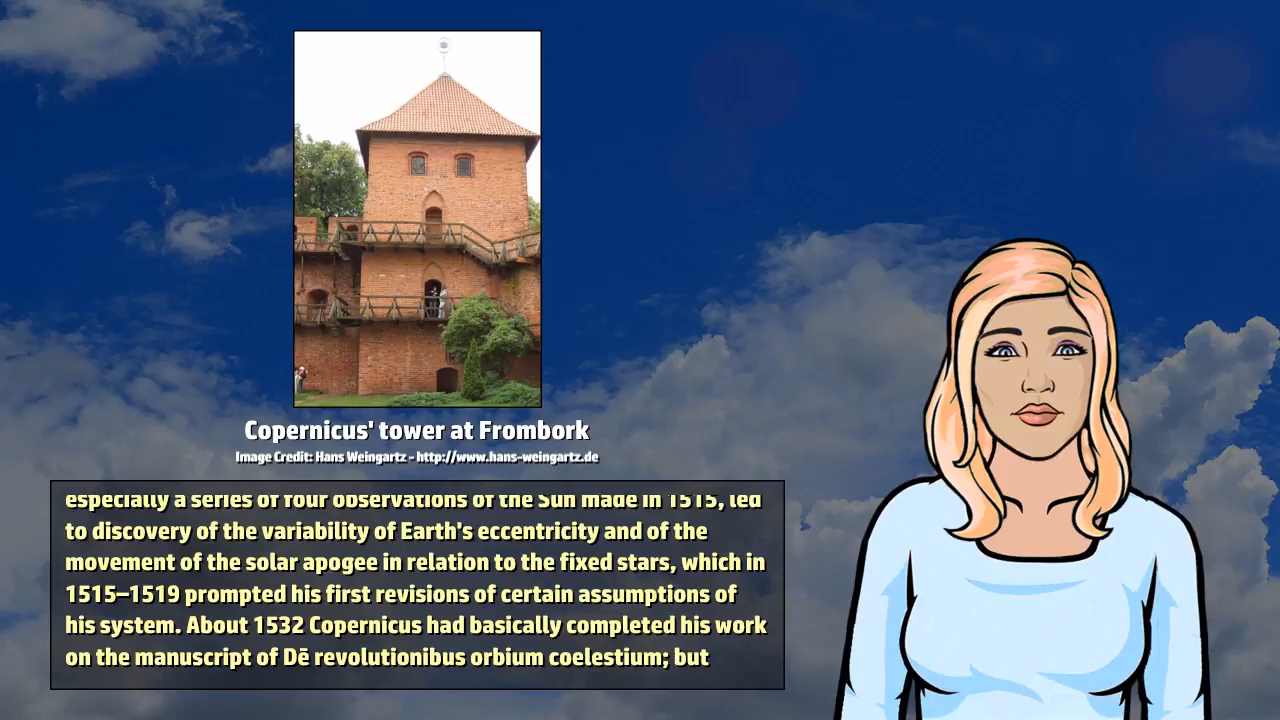 Copernicus' tower at Frombork
Image Credit: Hans Weingartz - http://www.hans-weingartz.de
especially a series of four observations of the Sun made in 1515, led
to discovery of the variability of Earth's eccentricity and of the
movement of the solar apogee in relation to the fixed stars, which in
1515–1519 prompted his first revisions of certain assumptions of
his system. About 1532 Copernicus had basically completed his work
on the manuscript of Dē revolutionibus orbium coelestium; but